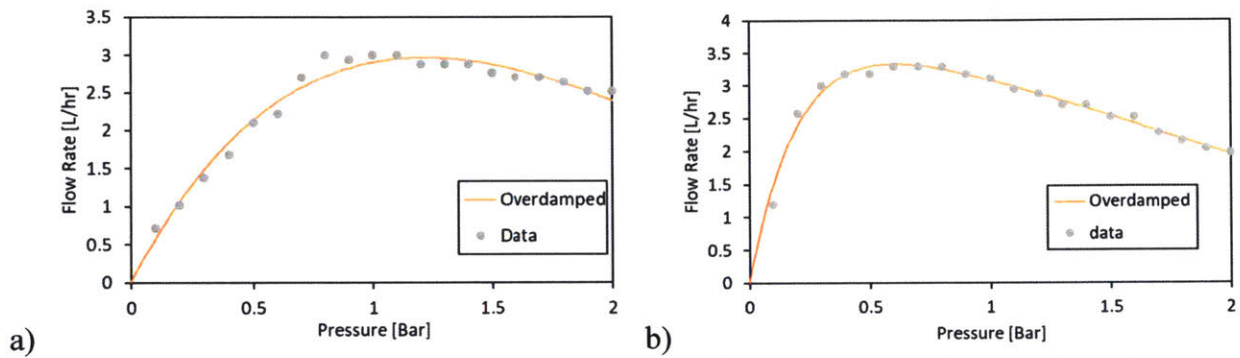 3.5
3
2.5
2
1.5
1
0.5
0
Flow Rate [L/hr]
Overdamped
Data
0 0.5 1 1.5 2
Pressure [Bar]
a)
4
3.5
3
2.5
2
1.5
1
0.5
0
Flow Rate [L/hr]
Overdamped
data
0 0.5 1 1.5 2
Pressure [Bar]
b)